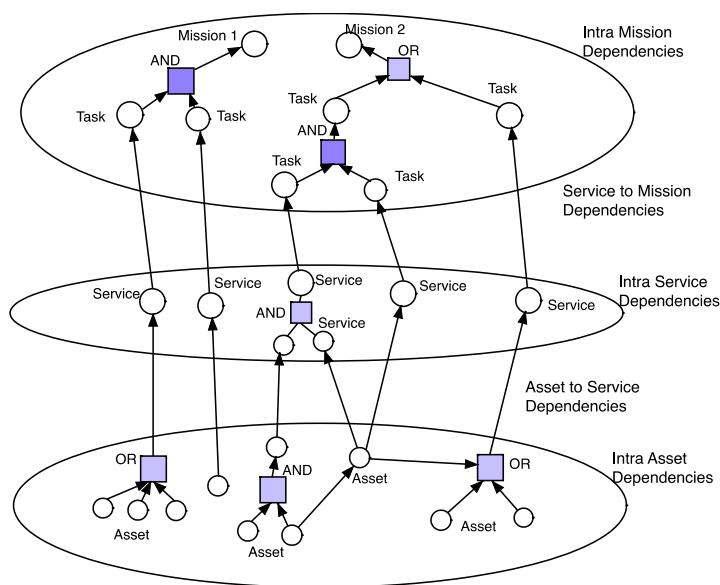 Mission 1
Mission 2
Intra Mission
Dependencies
AND
OR
Task
Task
Task
Task
AND
Task
Task
Service to Mission
Dependencies
Service
Service
Service
Service
Service
Intra Service
Dependencies
AND
Service
Asset to Service
Dependencies
OR
AND
Asset
OR
Intra Asset
Dependencies
Asset
Asset
Asset